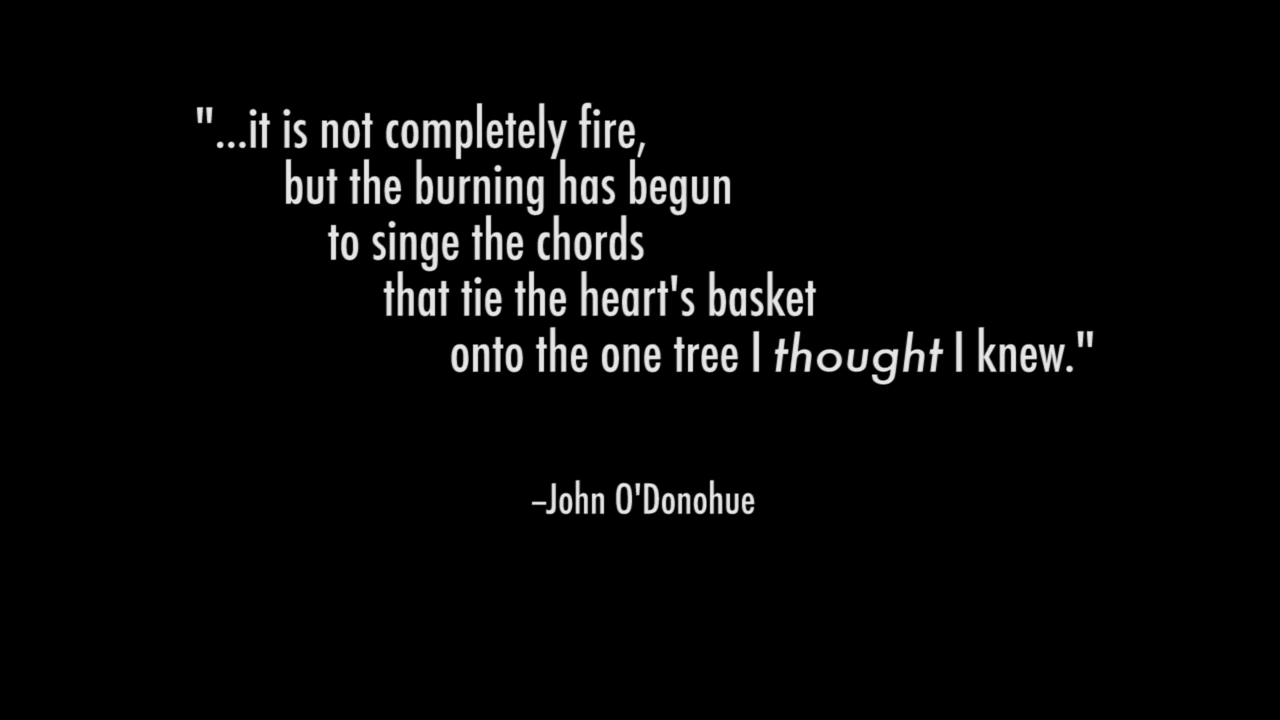 "...it is not completely fire,
but the burning has begun
to singe the chords
that tie the heart's basket
onto the one tree I thought I knew."
–John O'Donohue